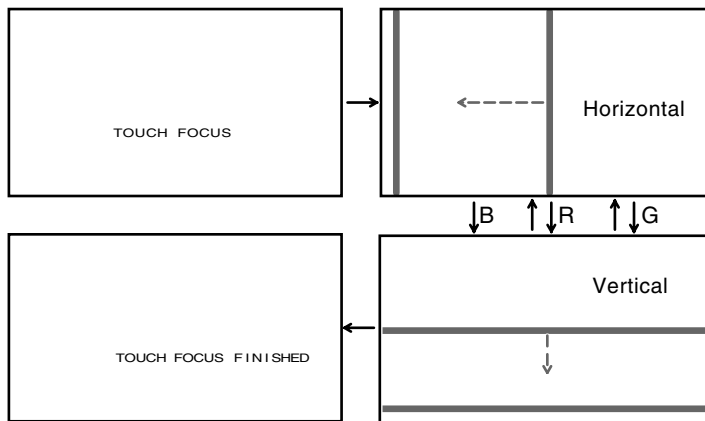 TOUCH FOCUS
Horizontal
B R G
Vertical
TOUCH FOCUS FINISHED